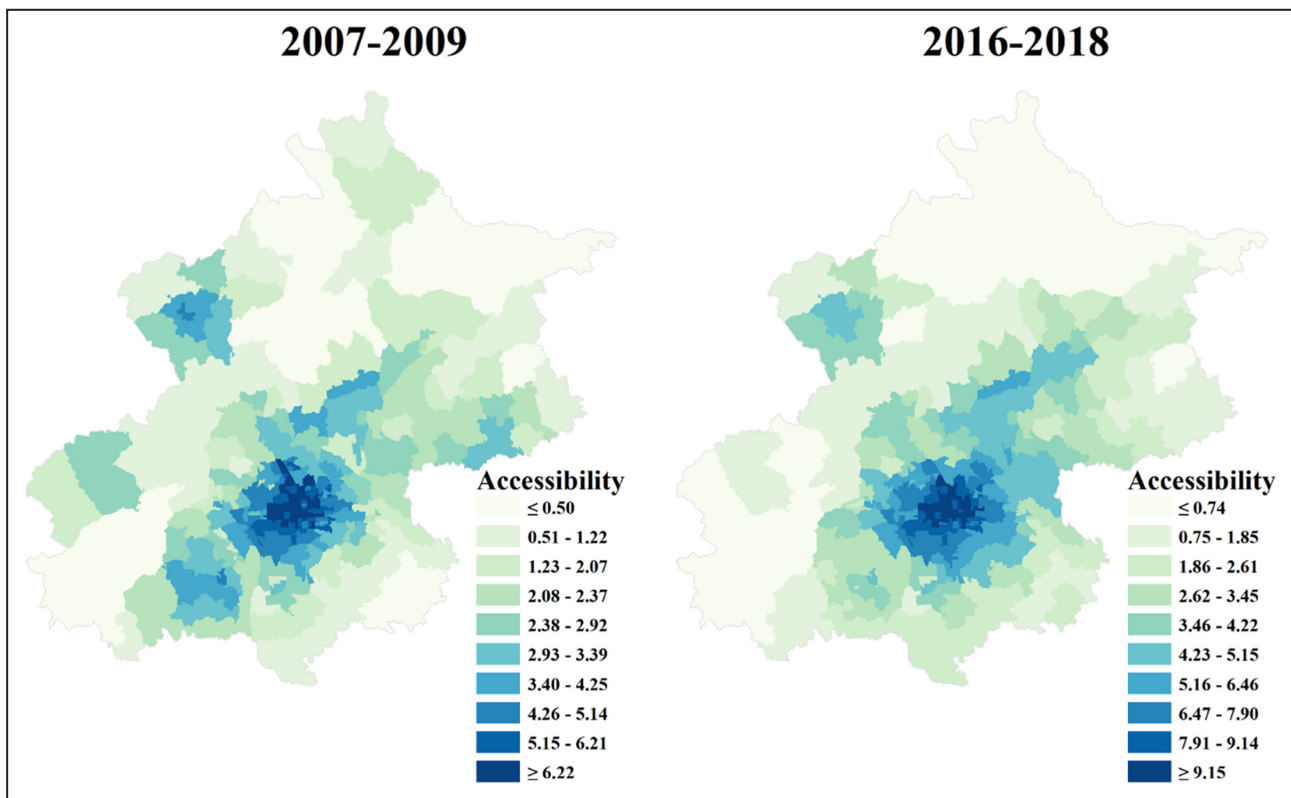 2007-2009
2016-2018
Accessibility
≤ 0.50
0.51 - 1.22
1.23 - 2.07
2.08 - 2.37
2.38 - 2.92
2.93 - 3.39
3.40 - 4.25
4.26 - 5.14
5.15 - 6.21
≥ 6.22
Accessibility
≤ 0.74
0.75 - 1.85
1.86 - 2.61
2.62 - 3.45
3.46 - 4.22
4.23 - 5.15
5.16 - 6.46
6.47 - 7.90
7.91 - 9.14
≥ 9.15